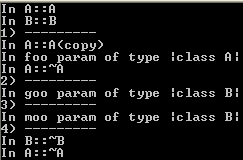 In A::A
In B::B
1) ---------
In A::A(copy)
In foo param of type ¦class A¦
In A::~A
2) ---------
In goo param of type ¦class B¦
3) ---------
In moo param of type ¦class B¦
4) ---------
In B::~B
In A::~A